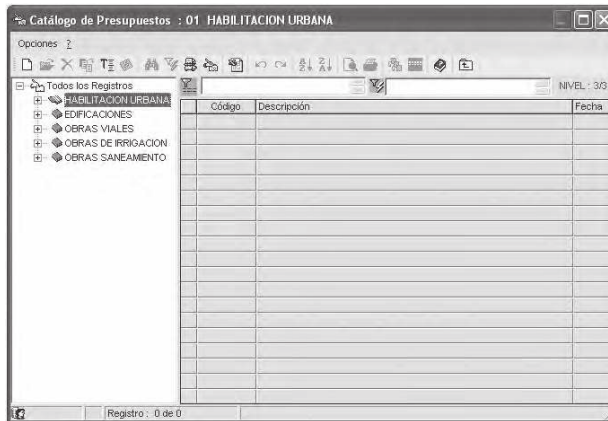 Catálogo de Presupuestos : 01 HABILITACION URBANA
Opciones ?
Todos los Registros
NIVEL : 3/3
HABILITACION URBANA
EDIFICACIONES
OBRAS VIALES
OBRAS DE IRRIGACION
OBRAS SANEAMIENTO
Código Descripción Fecha
Registro : 0 de 0